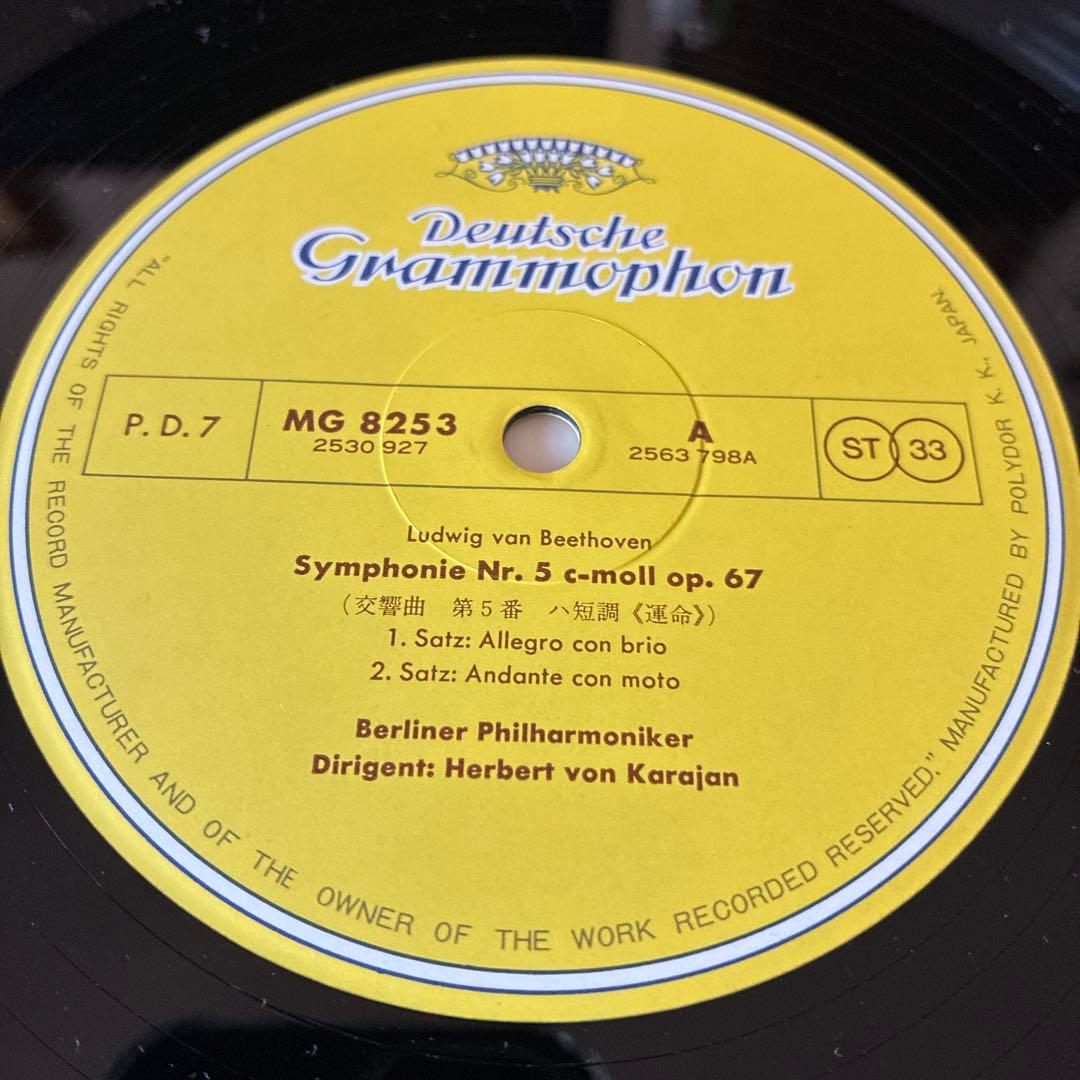 Deutsche
Grammophon
P. D. 7
MG 8253
2530 927
A
2563 798A
ST 33
Ludwig van Beethoven
Symphonie Nr. 5 c-moll op. 67
(交響曲　第5番　ハ短調《運命》)
1. Satz: Allegro con brio
2. Satz: Andante con moto
Berliner Philharmoniker
Dirigent: Herbert von Karajan
"ALL RIGHTS OF THE RECORD MANUFACTURER AND OF THE OWNER OF THE WORK RECORDED RESERVED." MANUFACTURED BY POLYDOR K. K., JAPAN.